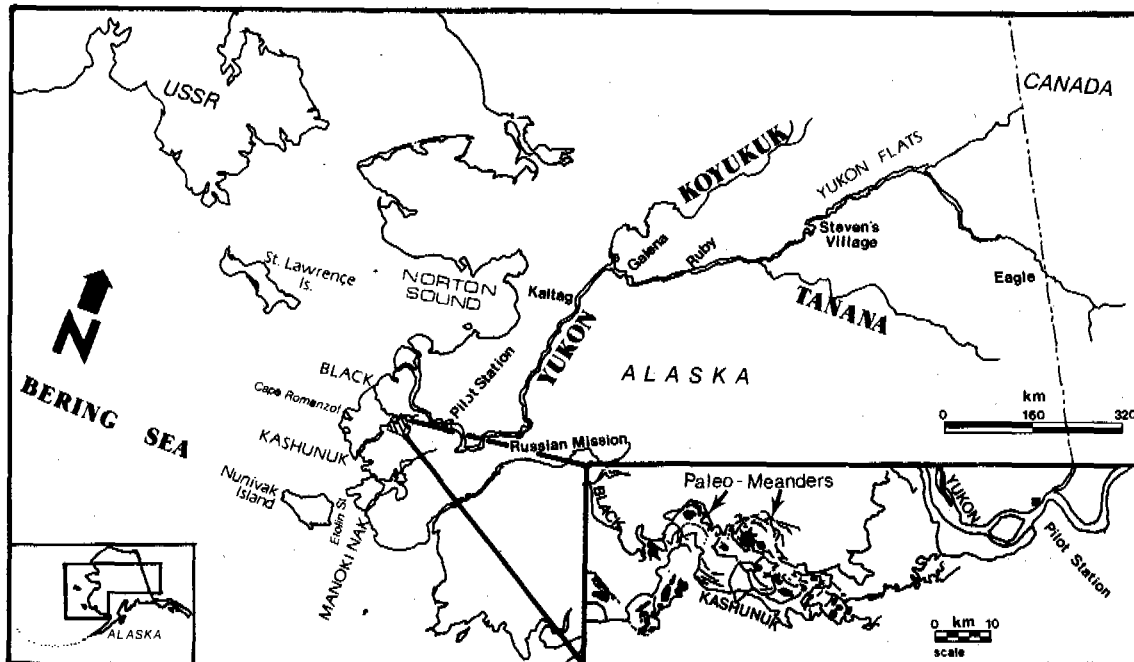 USSR
CANADA
KOYUKUK
YUKON FLATS
Steven's
Village
Galena
Ruby
Eagle
St. Lawrence
Is.
NORTON
SOUND
Kaltag
TANANA
N
YUKON
BLACK
Pilot Station
ALASKA
BERING SEA
Cape Romanzof
km
0 160 320
KASHUNUK
Russian Mission
Nunivak
Island
Etolin St.
MANOKI NAK
Paleo-Meanders
BLACK
YUKON
Pilot Station
KASHUNUK
0 km 10
scale
ALASKA